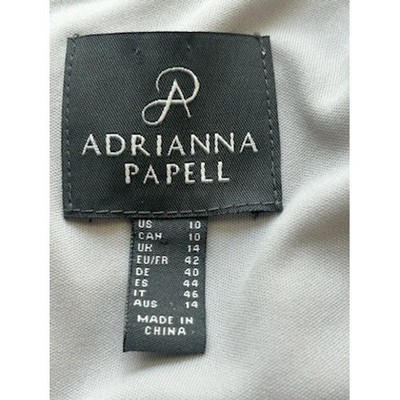 AP
ADRIANNA
PAPELL
US 10
CAN 10
UK 14
EU/FR 42
DE 40
ES 44
IT 46
AUS 14
MADE IN
CHINA